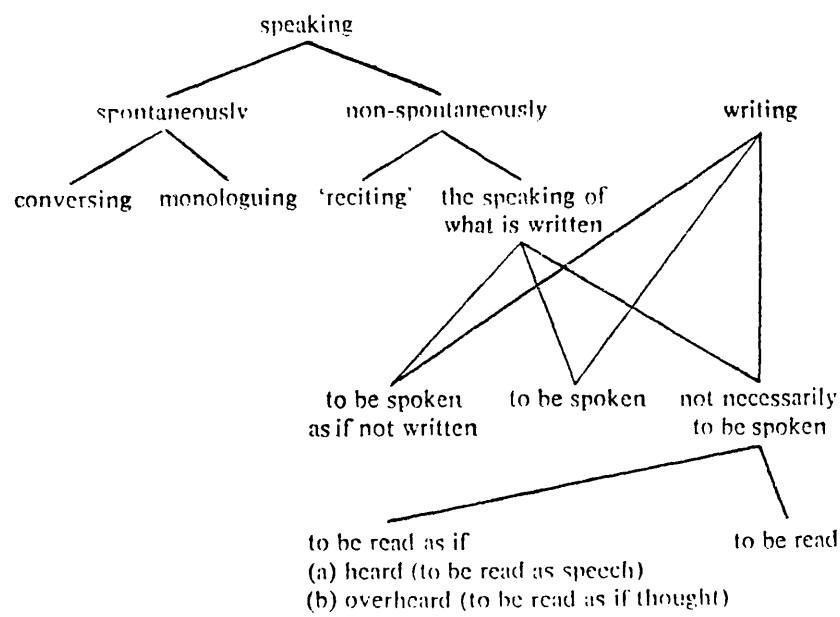 speaking
spontaneously non-spontaneously writing
conversing monologuing 'reciting' the speaking of
what is written
to be spoken to be spoken not necessarily
as if not written to be spoken
to be read as if to be read
(a) heard (to be read as speech)
(b) overheard (to be read as if thought)